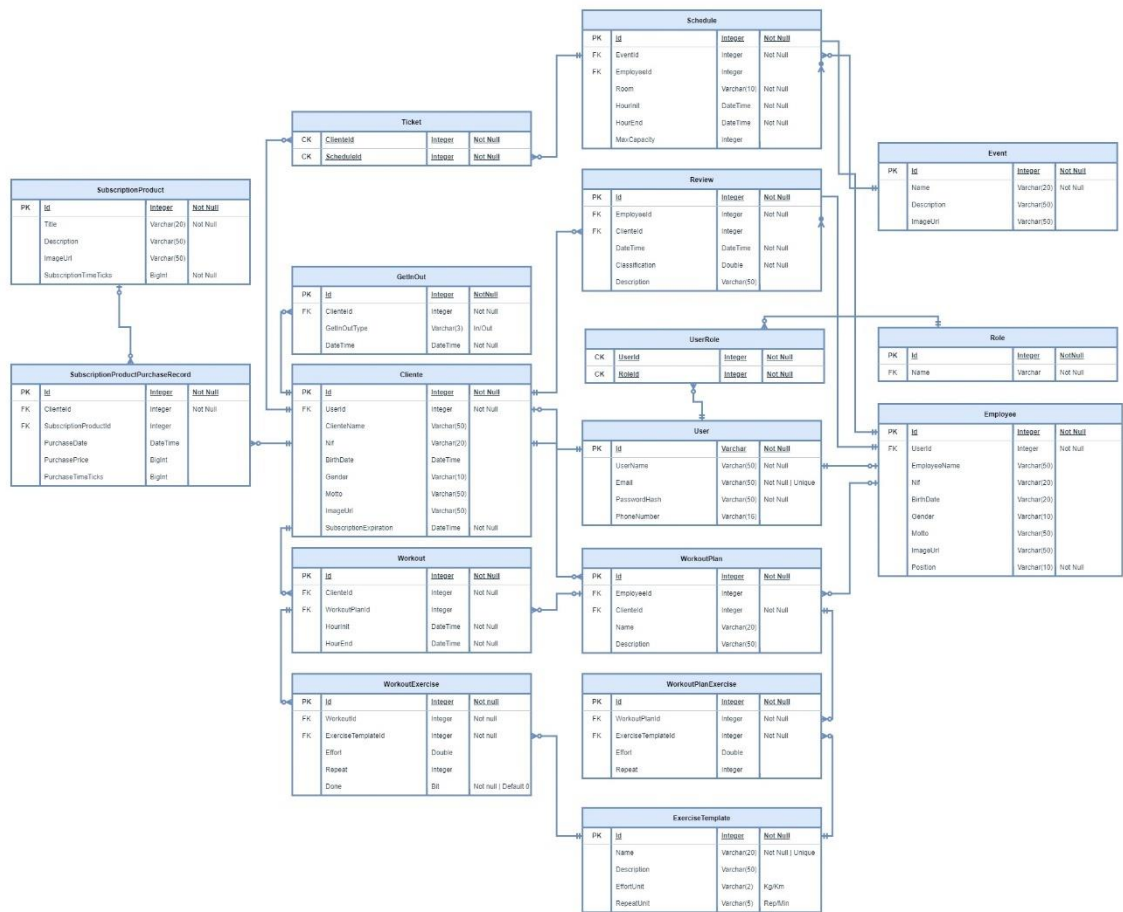 Schedule
PK Id Integer Not Null
FK EventId Integer Not Null
FK EmployeeId Integer
Room Varchar(10) Not Null
HourInit DateTime Not Null
HourEnd DateTime Not Null
MaxCapacity Integer
Ticket
CK ClienteId Integer Not Null
CK ScheduleId Integer Not Null
Event
PK Id Integer Not Null
Name Varchar(20) Not Null
Description Varchar(50)
ImageUrl Varchar(50)
SubscriptionProduct
PK Id Integer Not Null
Title Varchar(20) Not Null
Description Varchar(50)
ImageUrl Varchar(50)
SubscriptionTimeTicks BigInt Not Null
Review
PK Id Integer Not Null
FK EmployeeId Integer Not Null
FK ClienteId Integer
DateTime DateTime Not Null
Classification Double Not Null
Description Varchar(50)
GetInOut
PK Id Integer NotNull
FK ClienteId Integer Not Null
GetInOutType Varchar(3) In/Out
DateTime DateTime Not Null
UserRole
CK UserId Integer Not Null
CK RoleId Integer Not Null
Role
PK Id Integer NotNull
FK Name Varchar Not Null
SubscriptionProductPurchaseRecord
PK Id Integer Not Null
FK ClienteId Integer Not Null
FK SubscriptionProductId Integer
PurchaseDate DateTime
PurchasePrice BigInt
PurchaseTimeTicks BigInt
Cliente
PK Id Integer Not Null
FK UserId Integer Not Null
ClienteName Varchar(50)
Nif Varchar(20)
BirthDate DateTime
Gender Varchar(10)
Motto Varchar(50)
ImageUrl Varchar(50)
SubscriptionExpiration DateTime Not Null
User
PK Id Varchar Not Null
UserName Varchar(50) Not Null
Email Varchar(50) Not Null | Unique
PasswordHash Varchar(50) Not Null
PhoneNumber Varchar(16)
Employee
PK Id Integer Not Null
FK UserId Integer Not Null
EmployeeName Varchar(50)
Nif Varchar(20)
BirthDate Varchar(20)
Gender Varchar(10)
Motto Varchar(50)
ImageUrl Varchar(50)
Position Varchar(10) Not Null
Workout
PK Id Integer Not Null
FK ClienteId Integer Not Null
FK WorkoutPlanId Integer
HourInit DateTime Not Null
HourEnd DateTime Not Null
WorkoutPlan
PK Id Integer Not Null
FK EmployeeId Integer
FK ClienteId Integer Not Null
Name Varchar(20)
Description Varchar(50)
WorkoutExercise
PK Id Integer Not null
FK WorkoutId Integer Not null
FK ExerciseTemplateId Integer Not null
Effort Double
Repeat Integer
Done Bit Not null | Default 0
WorkoutPlanExercise
PK Id Integer Not Null
FK WorkoutPlanId Integer Not Null
FK ExerciseTemplateId Integer Not Null
Effort Double
Repeat Integer
ExerciseTemplate
PK Id Integer Not Null
Name Varchar(20) Not Null | Unique
Description Varchar(50)
EffortUnit Varchar(2) Kg/Km
RepeatUnit Varchar(5) Rep/Min